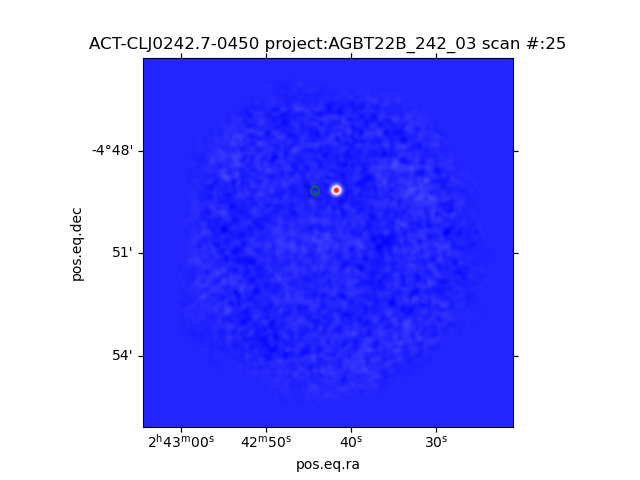 ACT-CLJ0242.7-0450 project:AGBT22B_242_03 scan #:25
-4°48'
51'
54'
pos.eq.dec
2ʰ43ᵐ00ˢ 42ᵐ50ˢ 40ˢ 30ˢ
pos.eq.ra